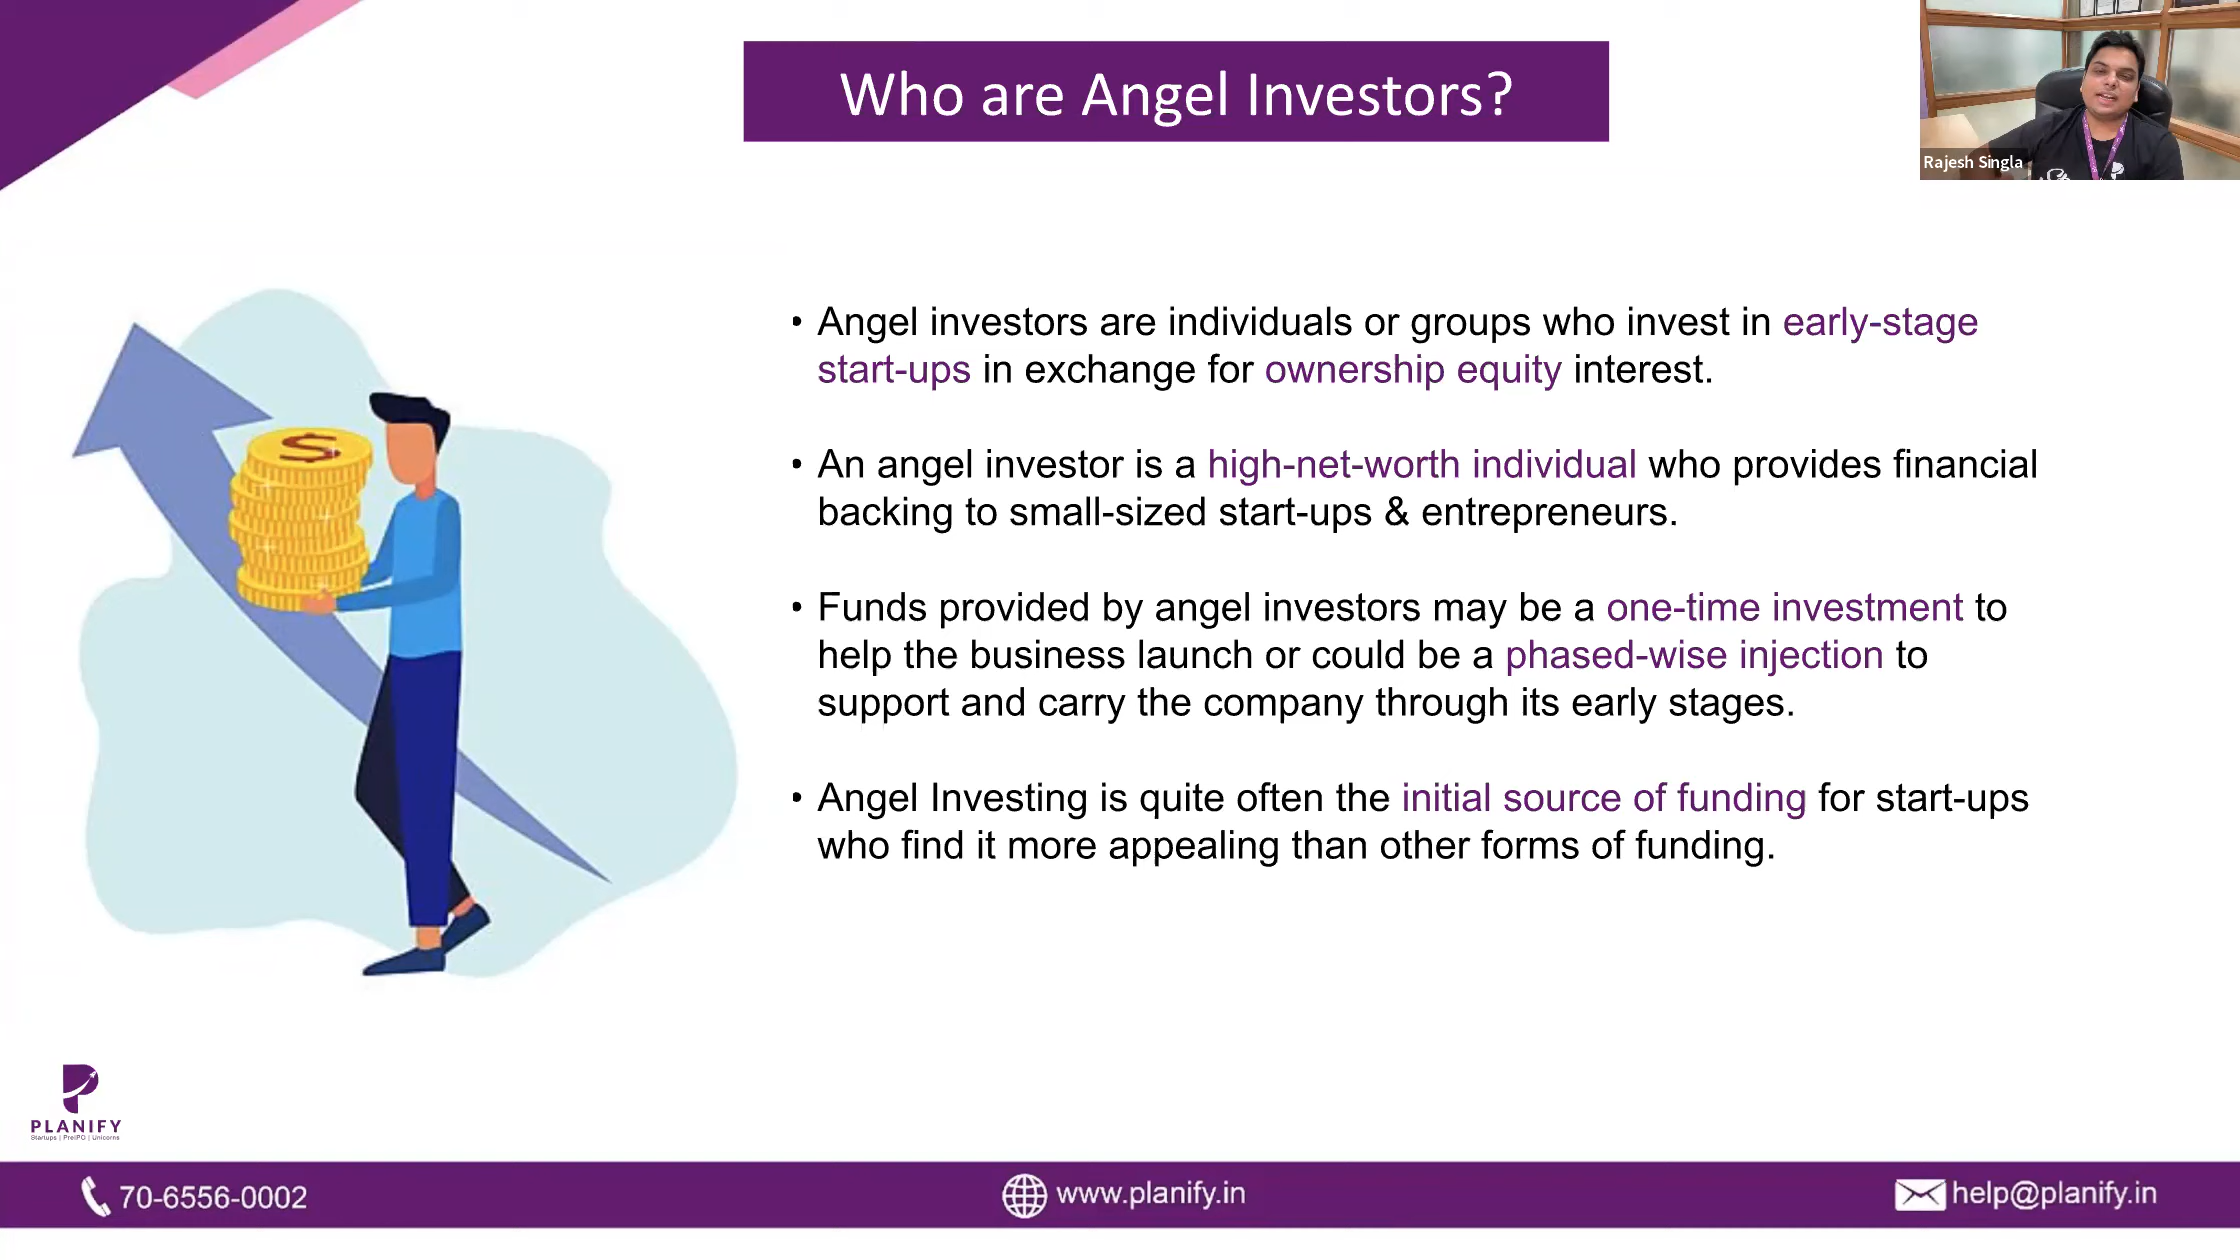 Who are Angel Investors?
Rajesh Singla
• Angel investors are individuals or groups who invest in early-stage
start-ups in exchange for ownership equity interest.
• An angel investor is a high-net-worth individual who provides financial
backing to small-sized start-ups & entrepreneurs.
• Funds provided by angel investors may be a one-time investment to
help the business launch or could be a phased-wise injection to
support and carry the company through its early stages.
• Angel Investing is quite often the initial source of funding for start-ups
who find it more appealing than other forms of funding.
$
PLANIFY
Startups | PreIPO | Unicorns
70-6556-0002
www.planify.in
help@planify.in